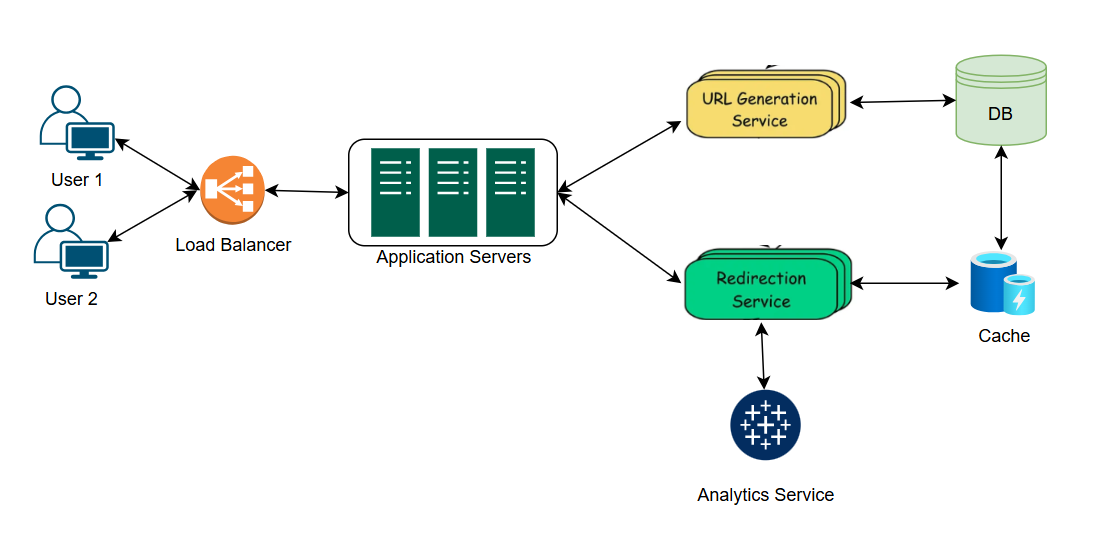 User 1
User 2
Load Balancer
Application Servers
URL Generation
Service
Redirection
Service
DB
Cache
Analytics Service